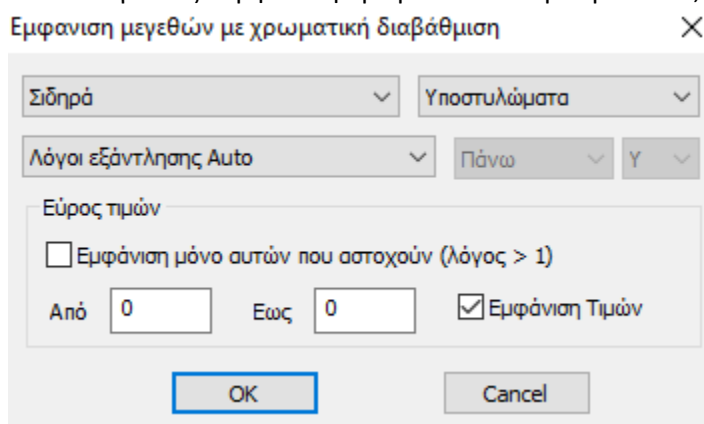 Εμφανιση μεγεθών με χρωματική διαβάθμιση
Σιδηρά Υποστυλώματα
Λόγοι εξάντλησης Auto Πάνω Y
Εύρος τιμών
Εμφάνιση μόνο αυτών που αστοχούν (λόγος > 1)
Από 0 Εως 0 Εμφάνιση Τιμών
OK Cancel